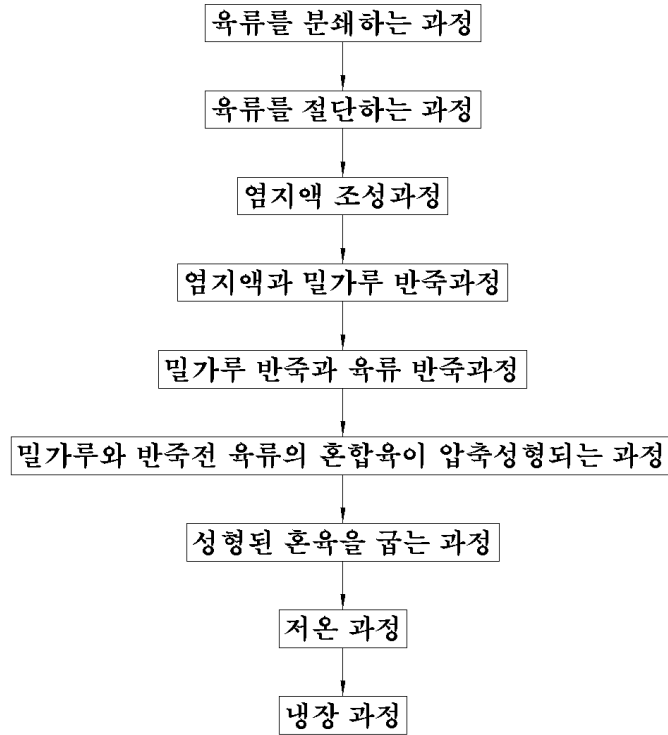 육류를 분쇄하는 과정
육류를 절단하는 과정
염지액 조성과정
염지액과 밀가루 반죽과정
밀가루 반죽과 육류 반죽과정
밀가루와 반죽전 육류의 혼합육이 압축성형되는 과정
성형된 혼육을 굽는 과정
저온 과정
냉장 과정